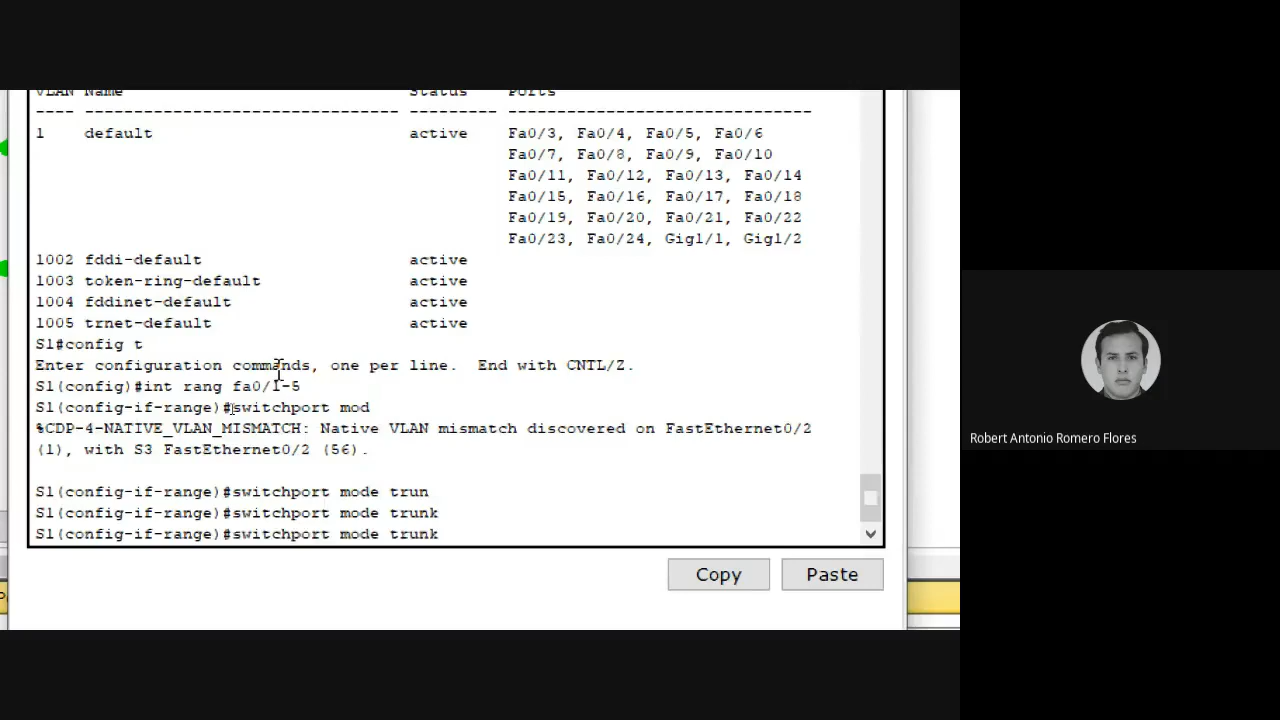 VLAN Name Status Ports
---- -------------------------------- --------- -------------------------------
1 default active Fa0/3, Fa0/4, Fa0/5, Fa0/6
Fa0/7, Fa0/8, Fa0/9, Fa0/10
Fa0/11, Fa0/12, Fa0/13, Fa0/14
Fa0/15, Fa0/16, Fa0/17, Fa0/18
Fa0/19, Fa0/20, Fa0/21, Fa0/22
Fa0/23, Fa0/24, Gig1/1, Gig1/2
1002 fddi-default active
1003 token-ring-default active
1004 fddinet-default active
1005 trnet-default active
S1#config t
Enter configuration commands, one per line. End with CNTL/Z.
S1(config)#int rang fa0/1-5
S1(config-if-range)#switchport mod
%CDP-4-NATIVE_VLAN_MISMATCH: Native VLAN mismatch discovered on FastEthernet0/2
(1), with S3 FastEthernet0/2 (56).
S1(config-if-range)#switchport mode trun
S1(config-if-range)#switchport mode trunk
S1(config-if-range)#switchport mode trunk
Copy Paste
Robert Antonio Romero Flores